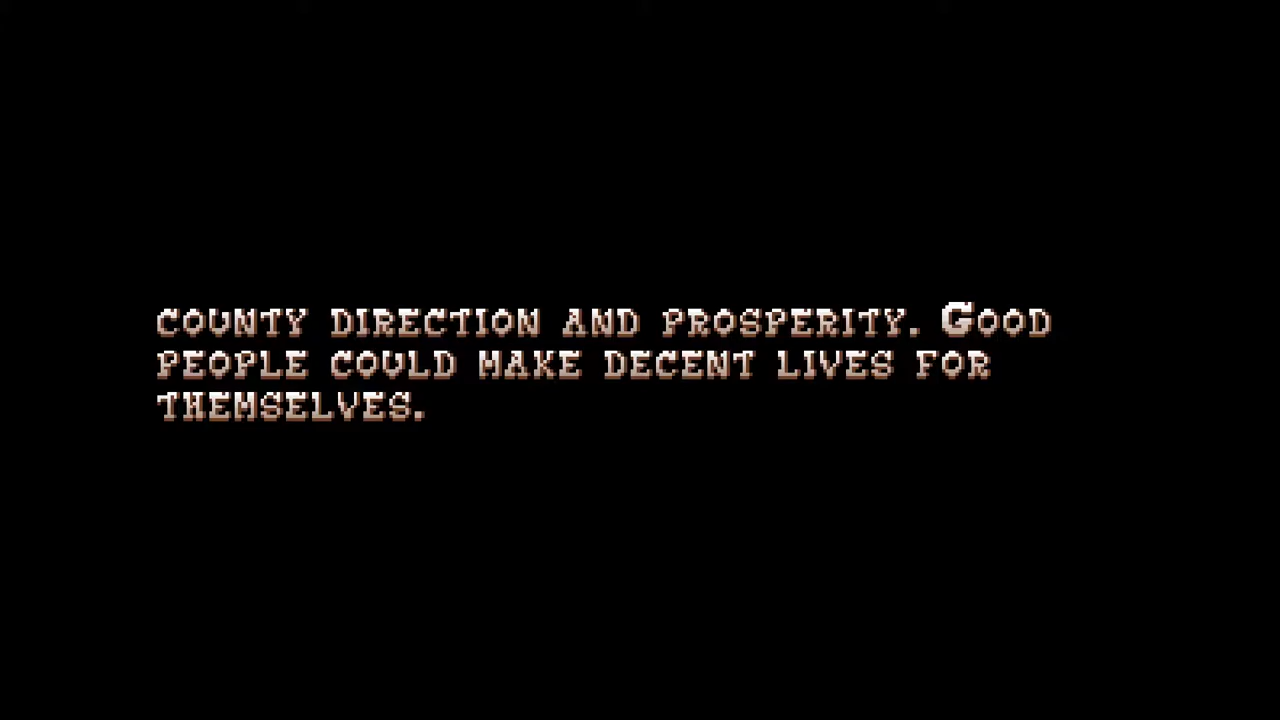 COUNTY DIRECTION AND PROSPERITY. GOOD
PEOPLE COULD MAKE DECENT LIVES FOR
THEMSELVES.